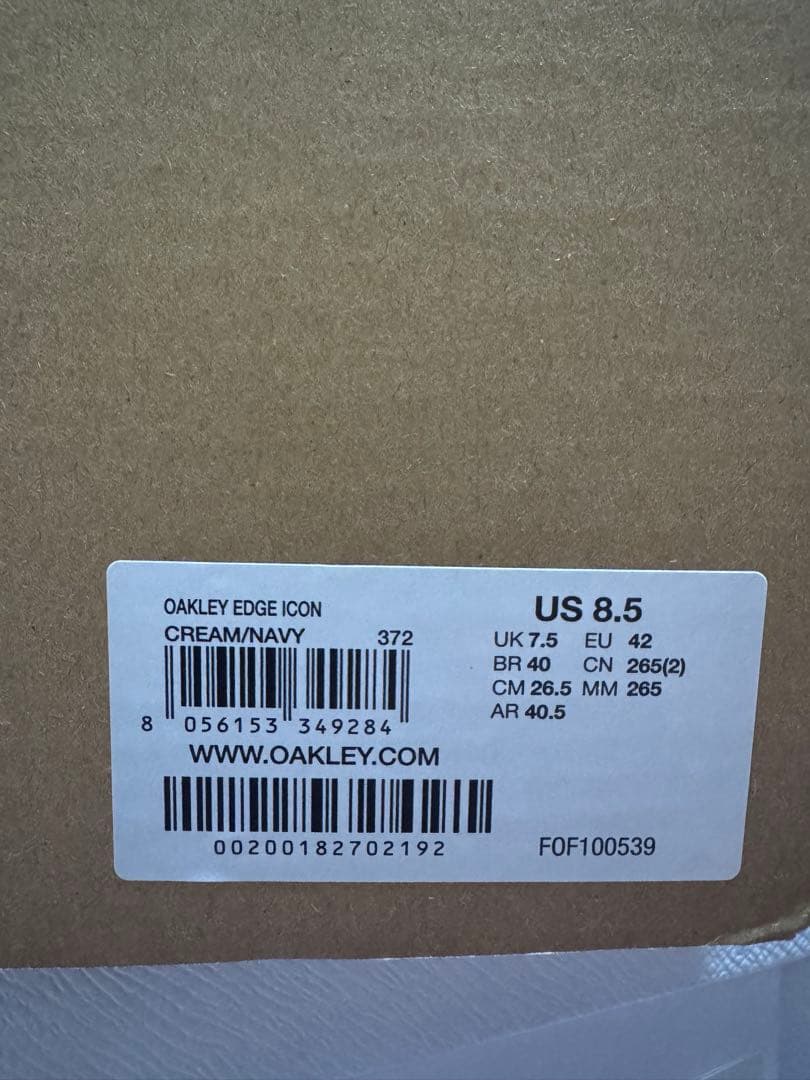 OAKLEY EDGE ICON
CREAM/NAVY 372
8 056153 349284
WWW.OAKLEY.COM
00200182702192
US 8.5
UK 7.5 EU 42
BR 40 CN 265(2)
CM 26.5 MM 265
AR 40.5
FOF100539